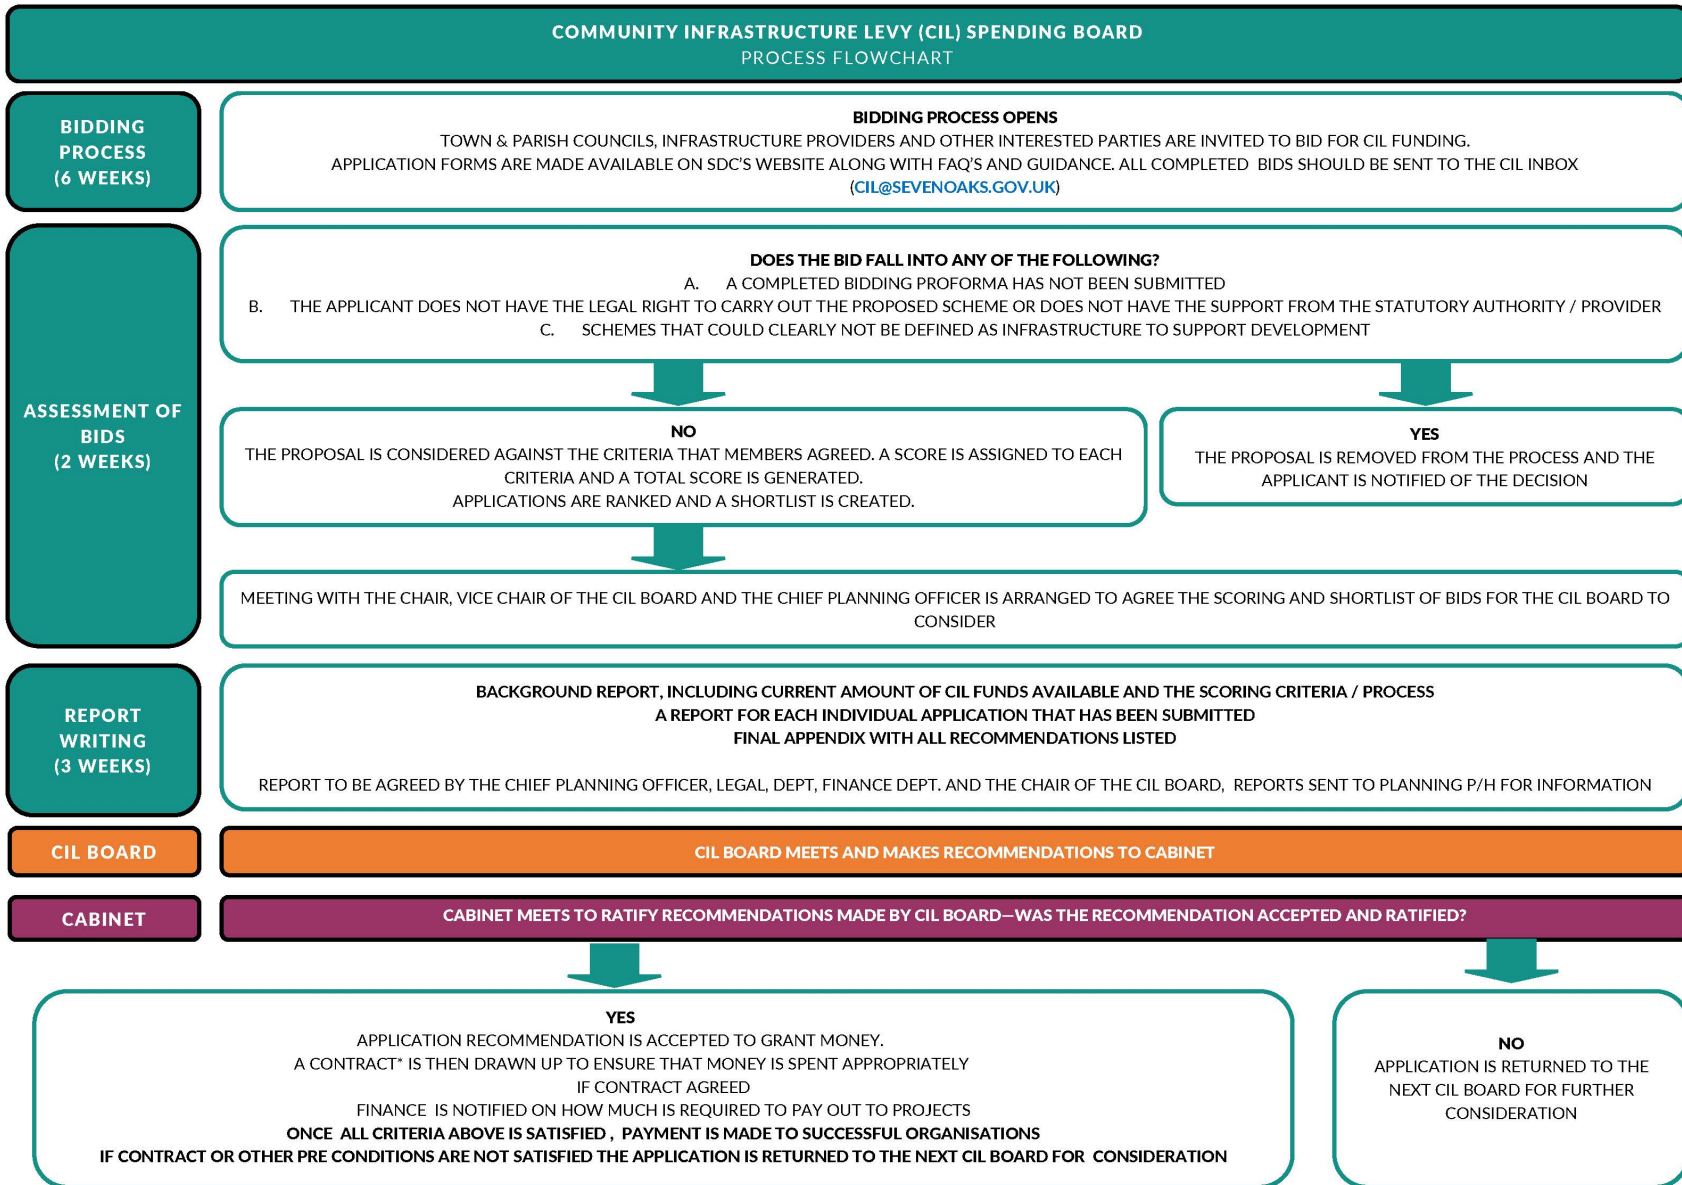 COMMUNITY INFRASTRUCTURE LEVY (CIL) SPENDING BOARD
PROCESS FLOWCHART
BIDDING
PROCESS
(6 WEEKS)
BIDDING PROCESS OPENS
TOWN & PARISH COUNCILS, INFRASTRUCTURE PROVIDERS AND OTHER INTERESTED PARTIES ARE INVITED TO BID FOR CIL FUNDING.
APPLICATION FORMS ARE MADE AVAILABLE ON SDC'S WEBSITE ALONG WITH FAQ'S AND GUIDANCE. ALL COMPLETED BIDS SHOULD BE SENT TO THE CIL INBOX
(CIL@SEVENOAKS.GOV.UK)
ASSESSMENT OF
BIDS
(2 WEEKS)
DOES THE BID FALL INTO ANY OF THE FOLLOWING?
A. A COMPLETED BIDDING PROFORMA HAS NOT BEEN SUBMITTED
B. THE APPLICANT DOES NOT HAVE THE LEGAL RIGHT TO CARRY OUT THE PROPOSED SCHEME OR DOES NOT HAVE THE SUPPORT FROM THE STATUTORY AUTHORITY / PROVIDER
C. SCHEMES THAT COULD CLEARLY NOT BE DEFINED AS INFRASTRUCTURE TO SUPPORT DEVELOPMENT
NO
THE PROPOSAL IS CONSIDERED AGAINST THE CRITERIA THAT MEMBERS AGREED. A SCORE IS ASSIGNED TO EACH
CRITERIA AND A TOTAL SCORE IS GENERATED.
APPLICATIONS ARE RANKED AND A SHORTLIST IS CREATED.
YES
THE PROPOSAL IS REMOVED FROM THE PROCESS AND THE
APPLICANT IS NOTIFIED OF THE DECISION
MEETING WITH THE CHAIR, VICE CHAIR OF THE CIL BOARD AND THE CHIEF PLANNING OFFICER IS ARRANGED TO AGREE THE SCORING AND SHORTLIST OF BIDS FOR THE CIL BOARD TO
CONSIDER
REPORT
WRITING
(3 WEEKS)
BACKGROUND REPORT, INCLUDING CURRENT AMOUNT OF CIL FUNDS AVAILABLE AND THE SCORING CRITERIA / PROCESS
A REPORT FOR EACH INDIVIDUAL APPLICATION THAT HAS BEEN SUBMITTED
FINAL APPENDIX WITH ALL RECOMMENDATIONS LISTED
REPORT TO BE AGREED BY THE CHIEF PLANNING OFFICER, LEGAL, DEPT, FINANCE DEPT. AND THE CHAIR OF THE CIL BOARD, REPORTS SENT TO PLANNING P/H FOR INFORMATION
CIL BOARD
CIL BOARD MEETS AND MAKES RECOMMENDATIONS TO CABINET
CABINET
CABINET MEETS TO RATIFY RECOMMENDATIONS MADE BY CIL BOARD—WAS THE RECOMMENDATION ACCEPTED AND RATIFIED?
YES
APPLICATION RECOMMENDATION IS ACCEPTED TO GRANT MONEY.
A CONTRACT* IS THEN DRAWN UP TO ENSURE THAT MONEY IS SPENT APPROPRIATELY
IF CONTRACT AGREED
FINANCE IS NOTIFIED ON HOW MUCH IS REQUIRED TO PAY OUT TO PROJECTS
ONCE ALL CRITERIA ABOVE IS SATISFIED , PAYMENT IS MADE TO SUCCESSFUL ORGANISATIONS
IF CONTRACT OR OTHER PRE CONDITIONS ARE NOT SATISFIED THE APPLICATION IS RETURNED TO THE NEXT CIL BOARD FOR CONSIDERATION
NO
APPLICATION IS RETURNED TO THE
NEXT CIL BOARD FOR FURTHER
CONSIDERATION